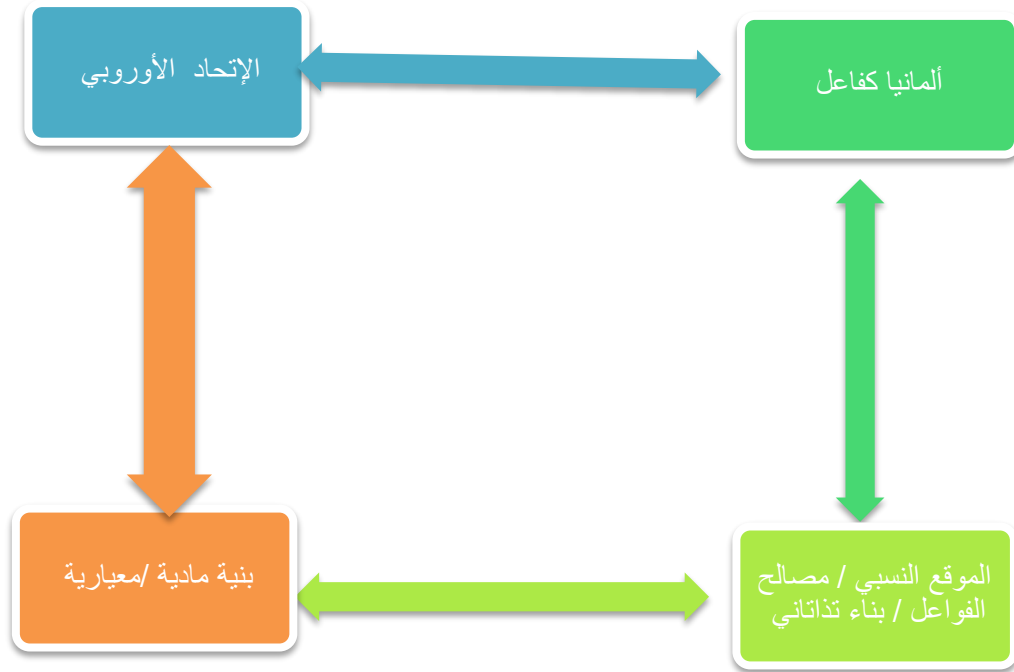 ألمانيا كفاعل
الإتحاد الأوروبي
الموقع النسبي / مصالح
الفواعل / بناء تذاتاني
بنية مادية /معيارية